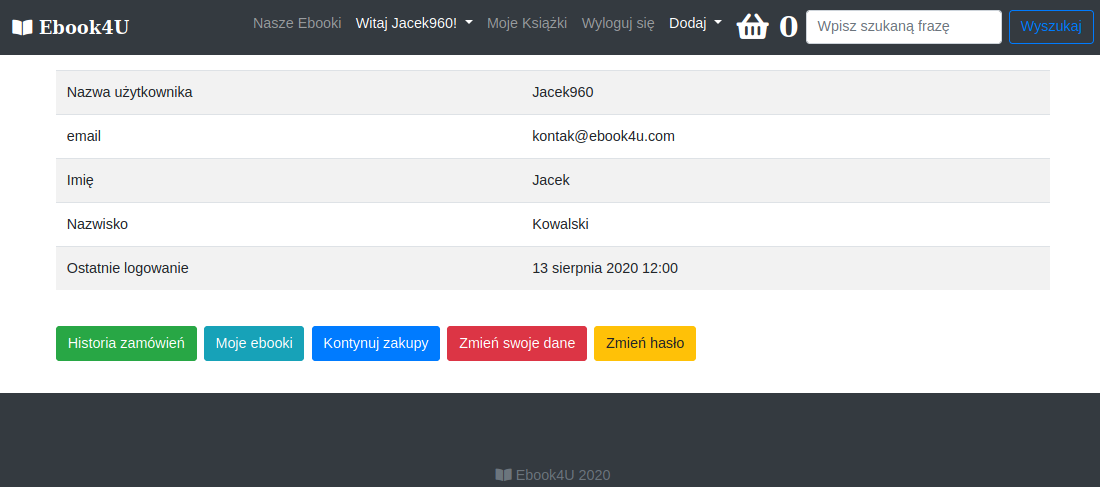 Ebook4U Nasze Ebooki Witaj Jacek960! Moje Książki Wyloguj się Dodaj 0 Wpisz szukaną frazę Wyszukaj
Nazwa użytkownika Jacek960
email kontak@ebook4u.com
Imię Jacek
Nazwisko Kowalski
Ostatnie logowanie 13 sierpnia 2020 12:00
Historia zamówień Moje ebooki Kontynuj zakupy Zmień swoje dane Zmień hasło
Ebook4U 2020